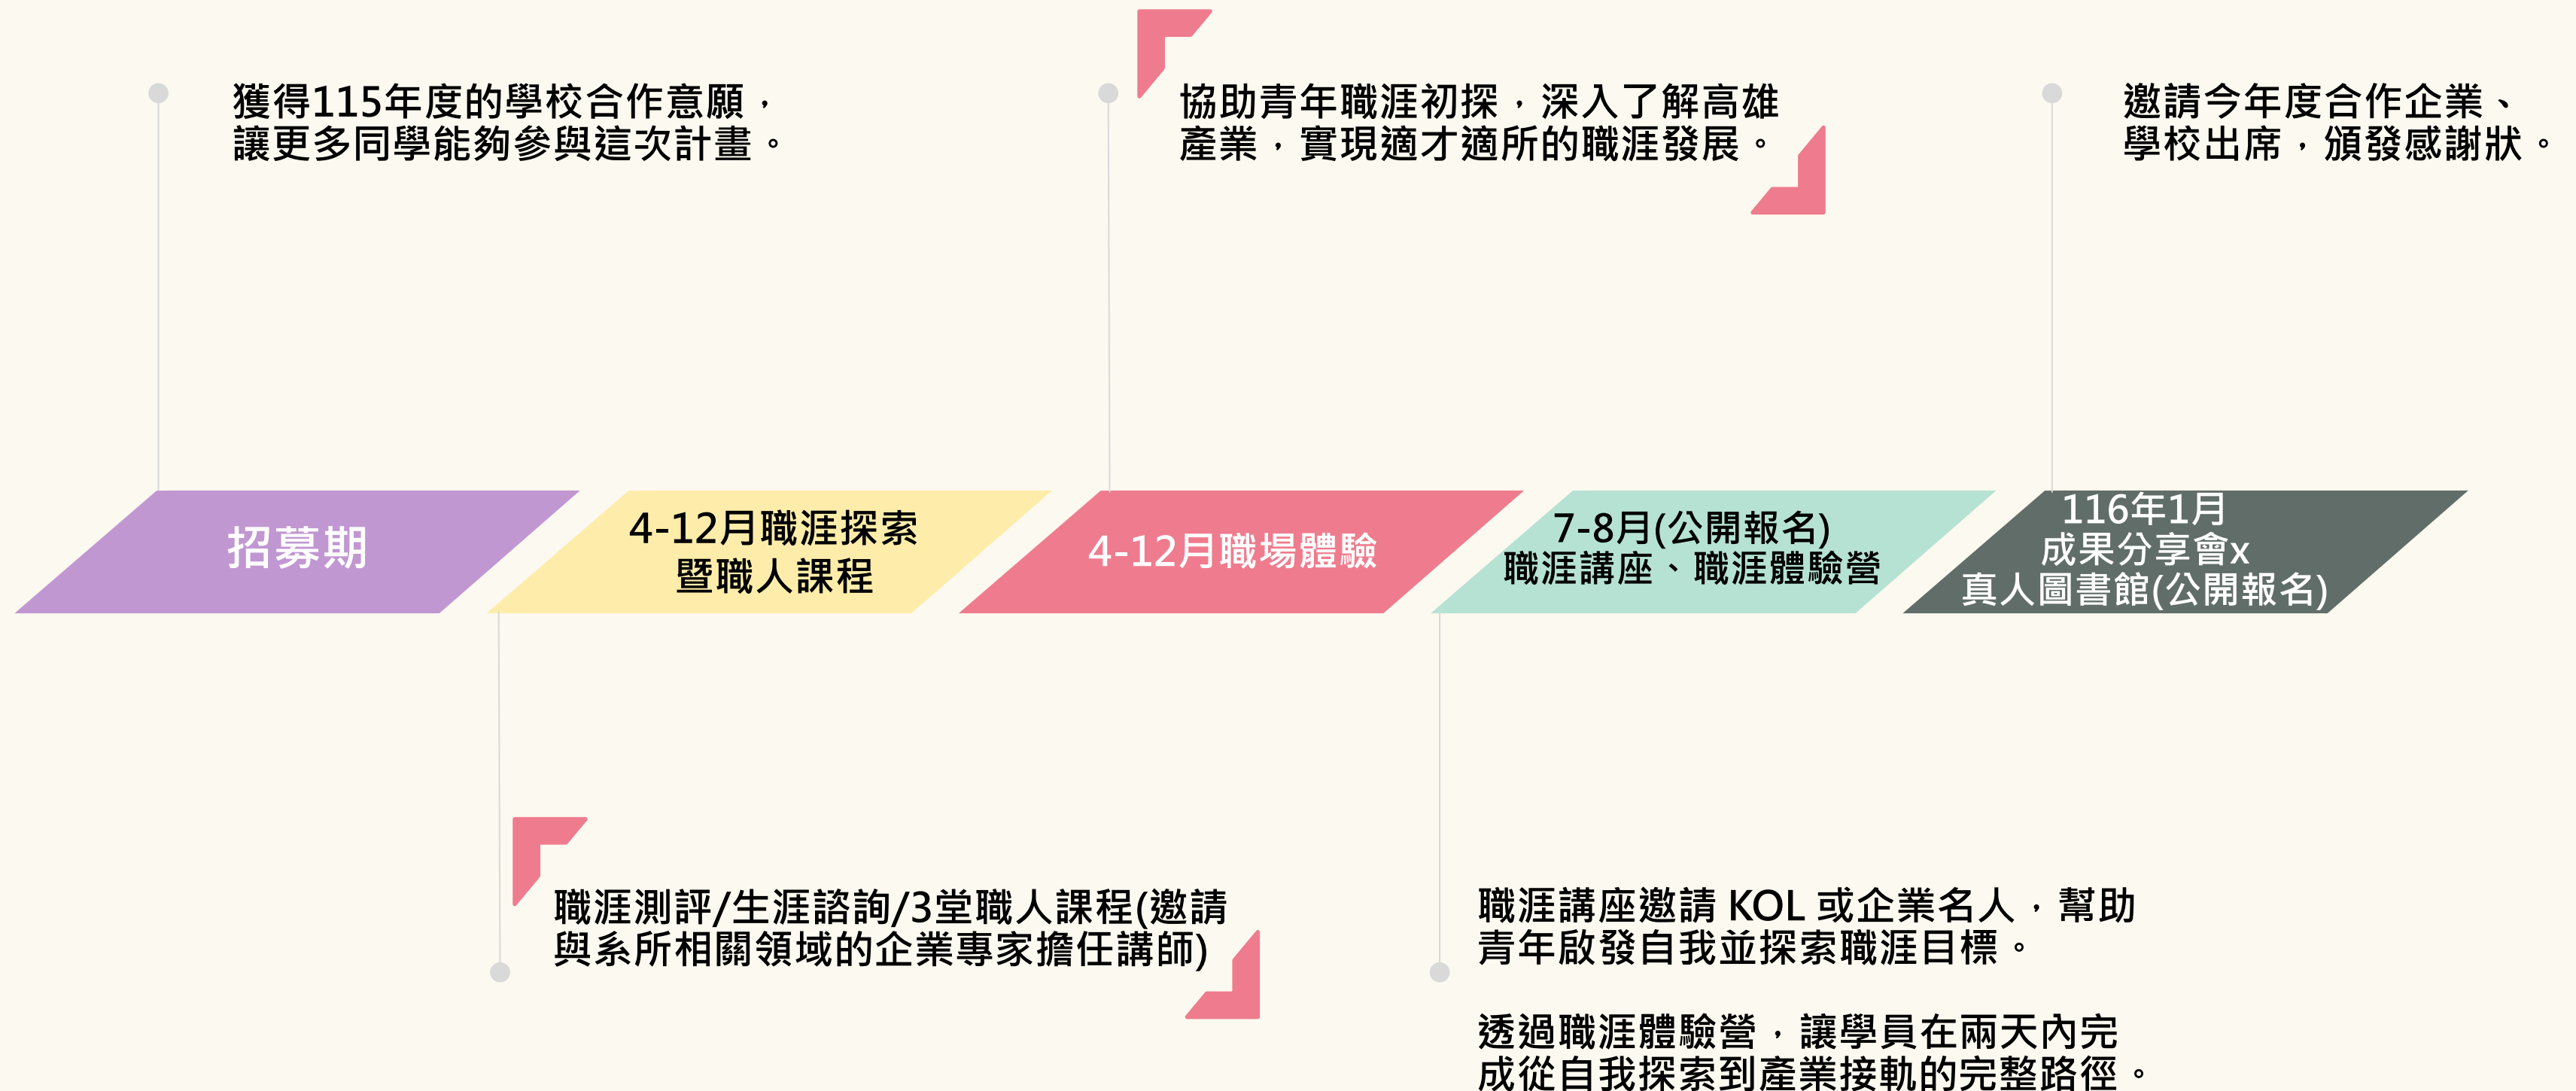 獲得115年度的學校合作意願，
讓更多同學能夠參與這次計畫。
協助青年職涯初探，深入了解高雄
產業，實現適才適所的職涯發展。
邀請今年度合作企業、
學校出席，頒發感謝狀。
招募期
4-12月職涯探索
暨職人課程
4-12月職場體驗
7-8月(公開報名)
職涯講座、職涯體驗營
116年1月
成果分享會x
真人圖書館(公開報名)
職涯測評/生涯諮詢/3堂職人課程(邀請
與系所相關領域的企業專家擔任講師)
職涯講座邀請 KOL 或企業名人，幫助
青年啟發自我並探索職涯目標。
透過職涯體驗營，讓學員在兩天內完
成從自我探索到產業接軌的完整路徑。